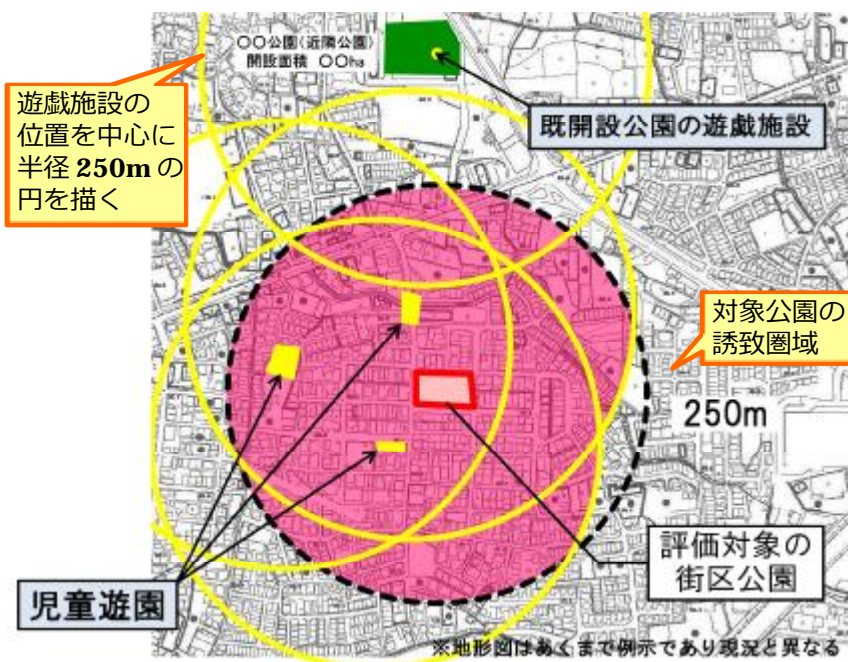 〇〇公園(近隣公園)
開設面積 〇〇ha
遊戯施設の
位置を中心に
半径 250m の
円を描く
既開設公園の遊戯施設
対象公園の
誘致圏域
250m
評価対象の
街区公園
児童遊園
※地形図はあくまで例示であり現況と異なる